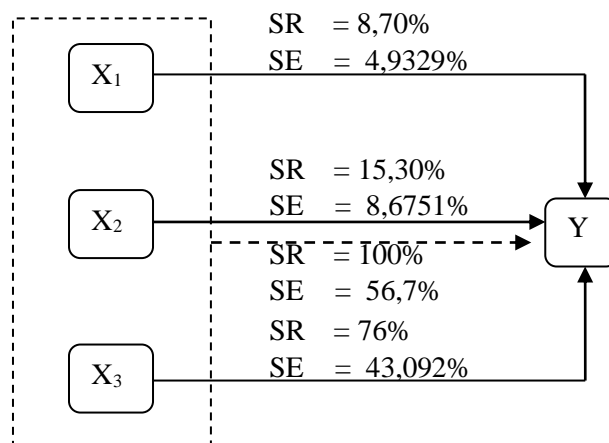 SR = 8,70%
X1
SE = 4,9329%
SR = 15,30%
SE = 8,6751%
X2
Y
SR = 100%
SE = 56,7%
SR = 76%
X3
SE = 43,092%